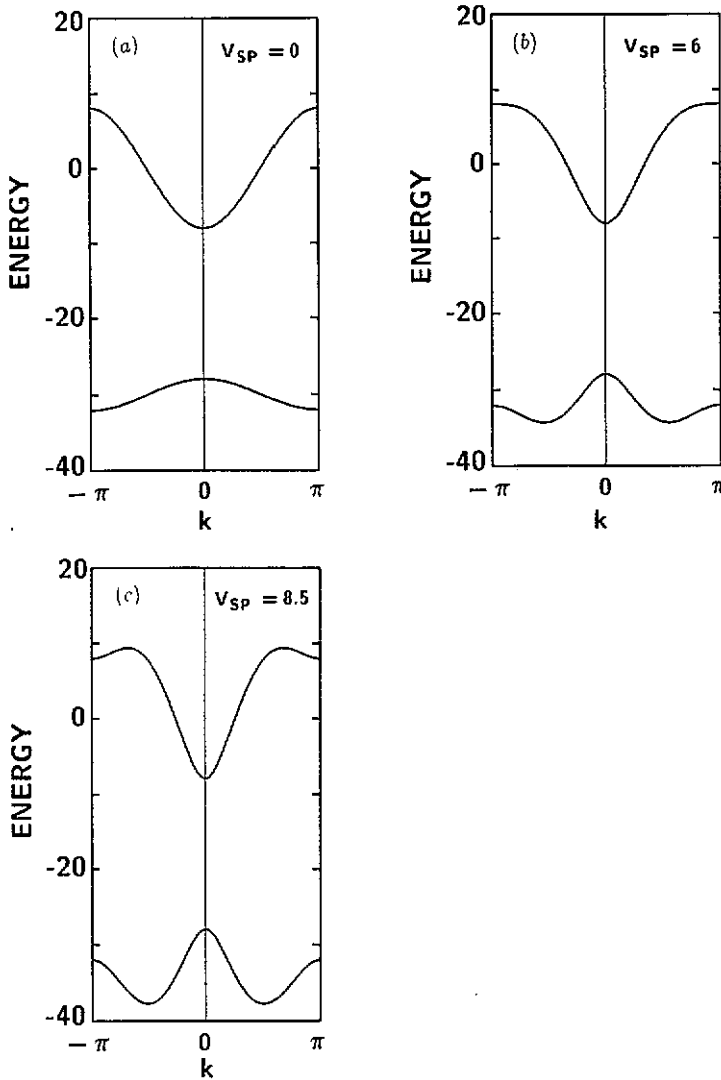 20
(a)
V_SP = 0
10
0
ENERGY
-20
-40
-π
0
π
k
20
(b)
V_SP = 6
0
ENERGY
-20
-40
-π
0
π
k
20
(c)
V_SP = 8.5
0
ENERGY
-20
-40
-π
0
π
k